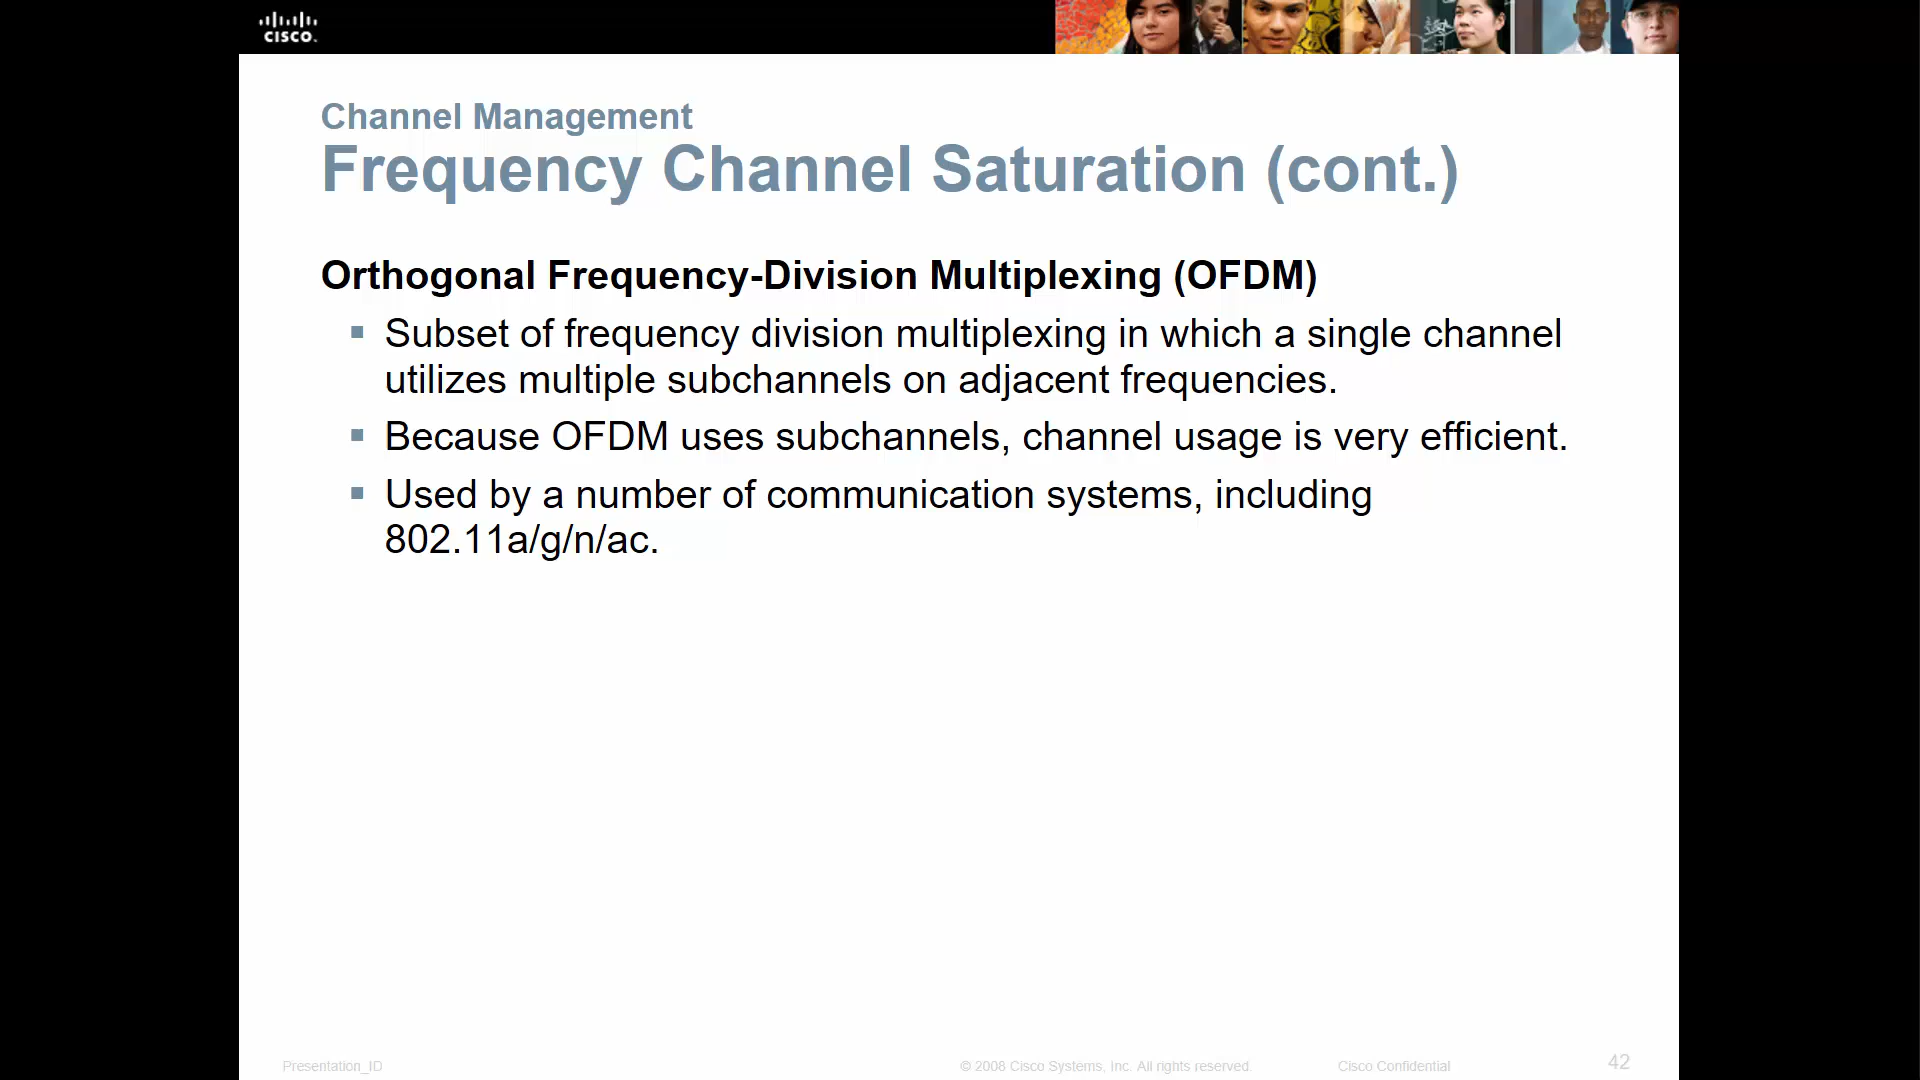 CISCO.
Channel Management
Frequency Channel Saturation (cont.)
Orthogonal Frequency-Division Multiplexing (OFDM)
Subset of frequency division multiplexing in which a single channel
utilizes multiple subchannels on adjacent frequencies.
Because OFDM uses subchannels, channel usage is very efficient.
Used by a number of communication systems, including
802.11a/g/n/ac.
Presentation_ID
© 2008 Cisco Systems, Inc. All rights reserved.
Cisco Confidential
42